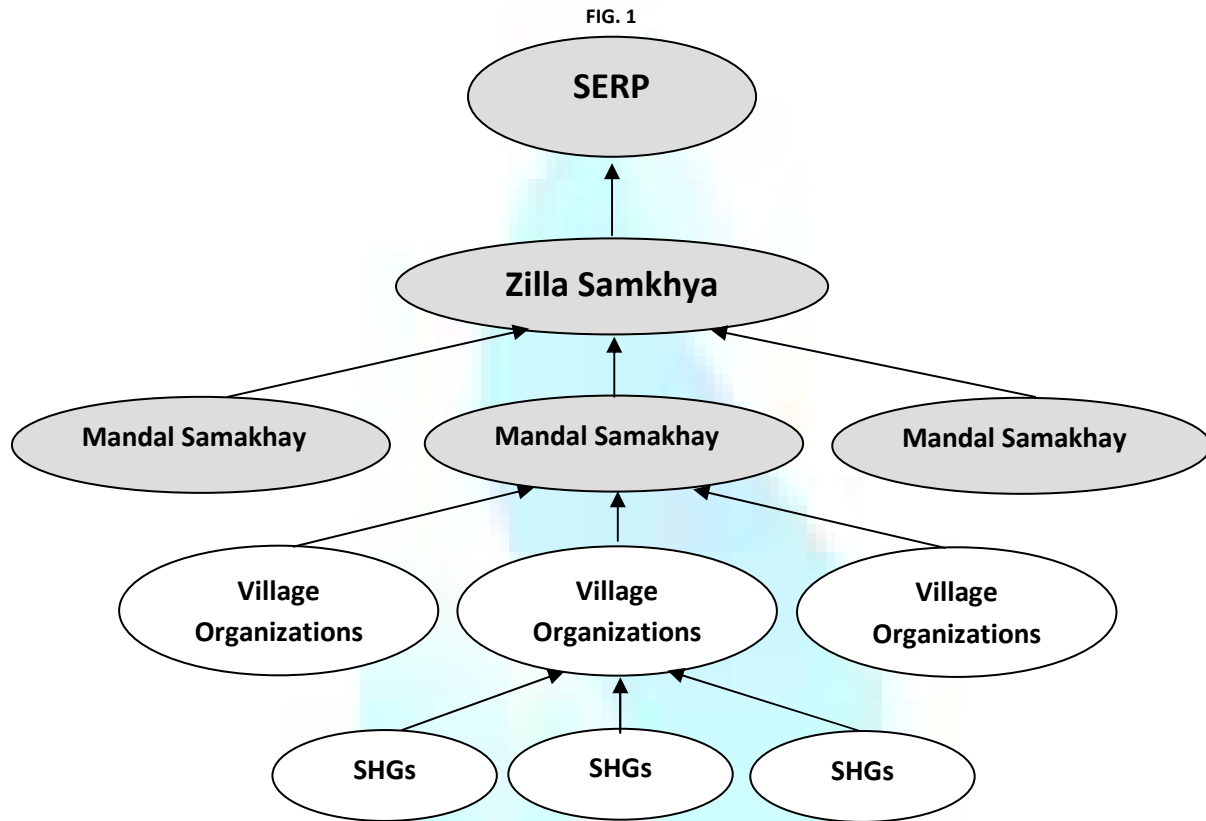 FIG. 1
SERP
Zilla Samkhya
Mandal Samakhay
Mandal Samakhay
Mandal Samakhay
Village
Organizations
Village
Organizations
Village
Organizations
SHGs
SHGs
SHGs